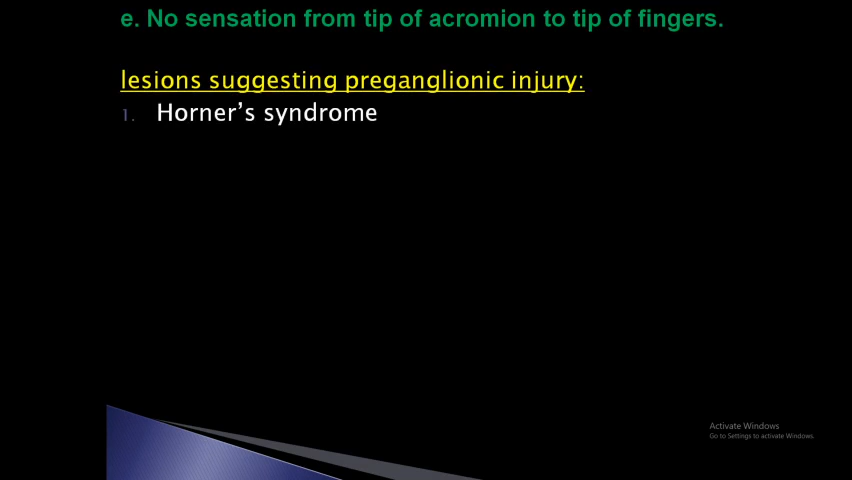 e. No sensation from tip of acromion to tip of fingers.
lesions suggesting preganglionic injury:
1. Horner’s syndrome
Activate Windows
Go to Settings to activate Windows.